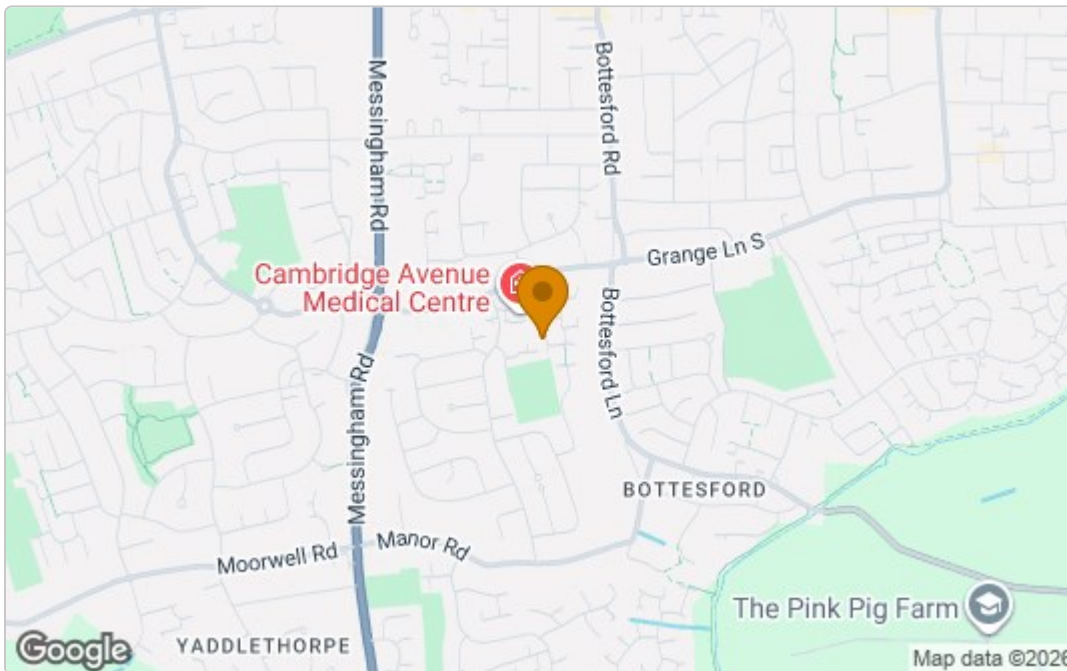 Messingham Rd
Bottesford Rd
Grange Ln S
Cambridge Avenue
Medical Centre
Bottesford Ln
Messingham Rd
BOTTESFORD
Manor Rd
Moorwell Rd
The Pink Pig Farm
YADDLETHORPE
Google
Map data ©2026